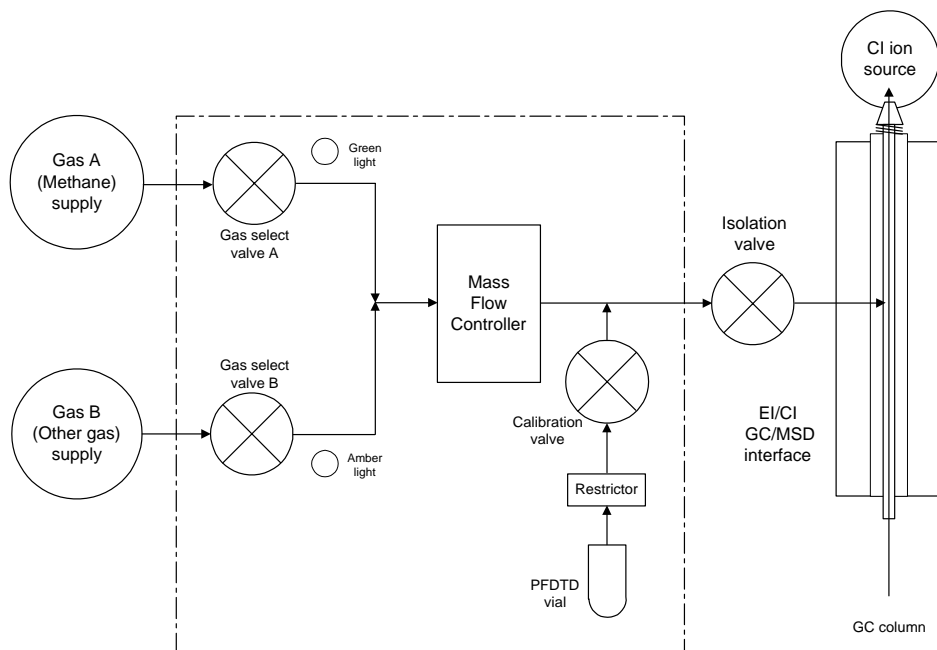 CI ion
source
Green
light
Gas A
(Methane)
supply
Gas select
valve A
Isolation
valve
Mass
Flow
Controller
Gas select
valve B
Gas B
(Other gas)
supply
Amber
light
Calibration
valve
EI/CI
GC/MSD
interface
Restrictor
PFDTD
vial
GC column